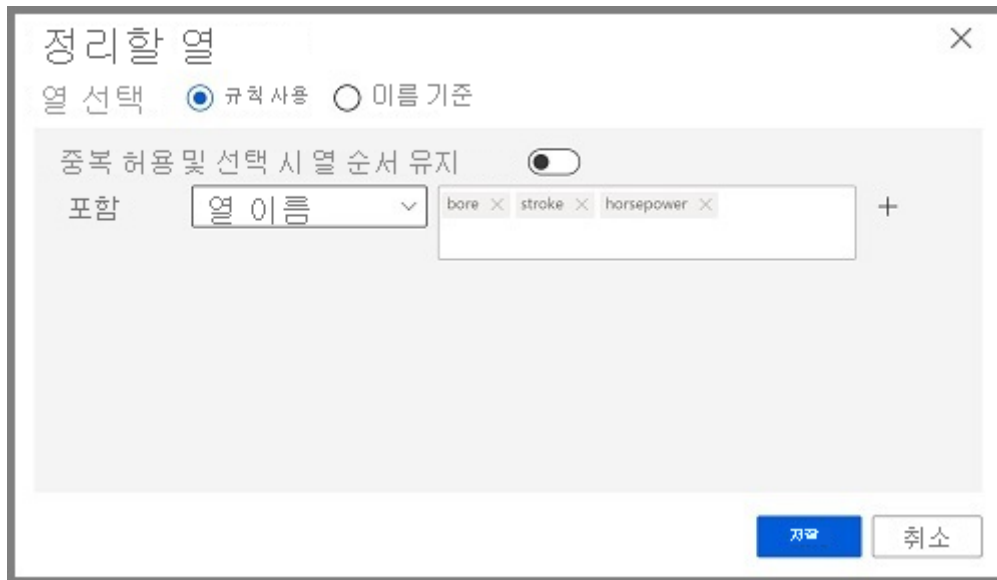 정리할 열
열 선택 규칙 사용 이름 기준
중복 허용 및 선택 시 열 순서 유지
포함 열 이름 bore stroke horsepower
저장 취소